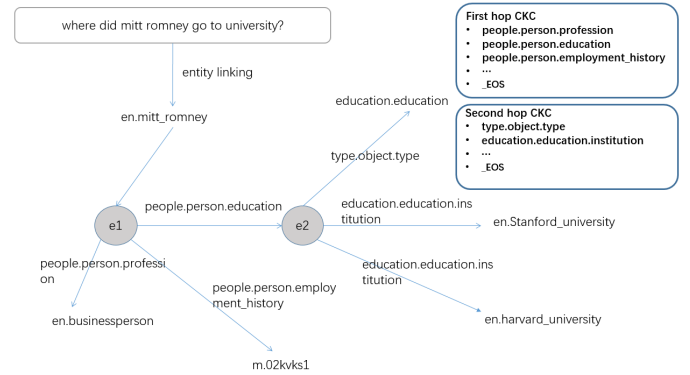 where did mitt romney go to university?
First hop CKC
• people.person.profession
• people.person.education
• people.person.employment_history
• ...
• _EOS
entity linking
education.education
Second hop CKC
• type.object.type
• education.education.institution
• ...
• _EOS
en.mitt_romney
type.object.type
people.person.education
education.education.ins
titution
e1
e2
en.Stanford_university
people.person.professi
on
education.education.ins
titution
people.person.employ
ment_history
en.businessperson
en.harvard_university
m.02kvks1